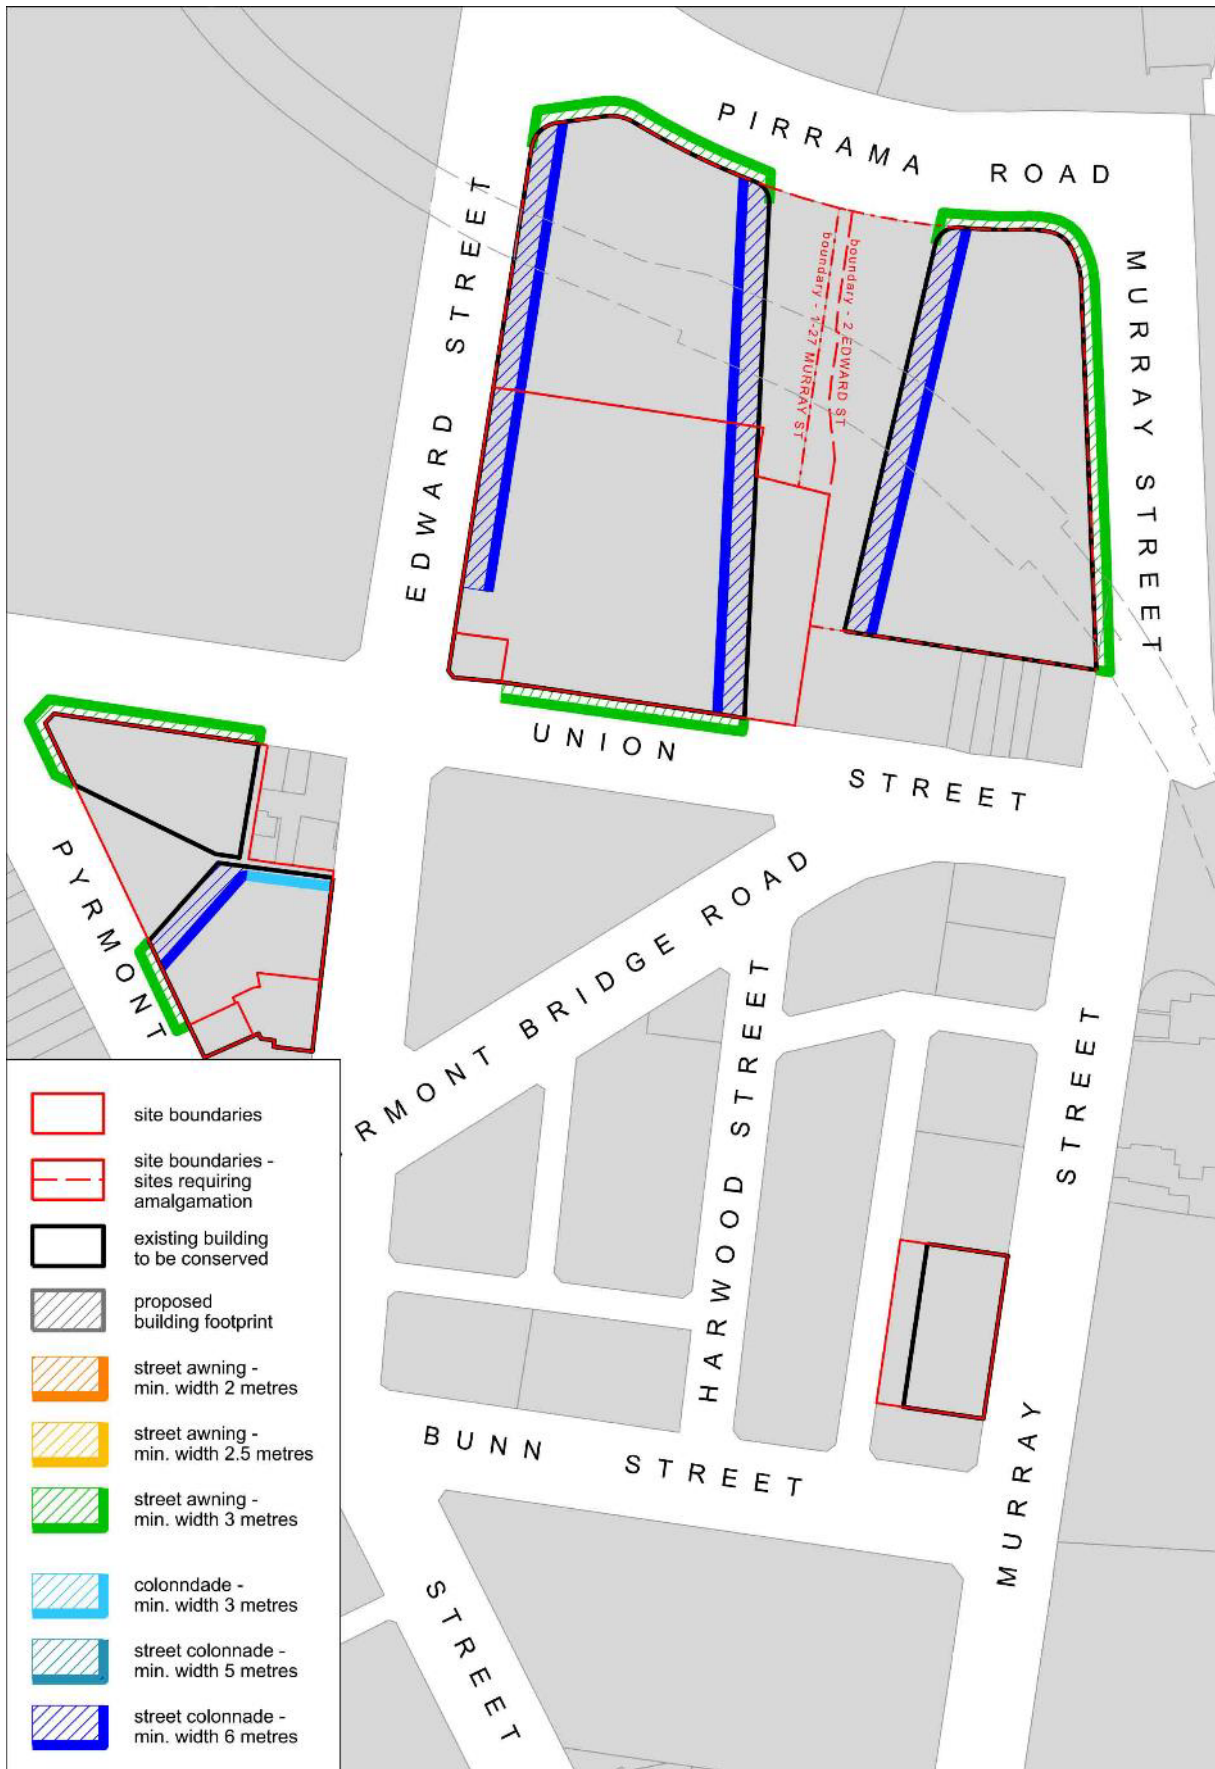 PIRRAMA ROAD
EDWARD STREET
MURRAY STREET
boundary - 1-27 MURRAY ST
boundary - 2 EDWARD ST
UNION STREET
PYRMONT
RMONT BRIDGE ROAD
HARWOOD STREET
MURRAY STREET
BUNN STREET
STREET
site boundaries
site boundaries -
sites requiring
amalgamation
existing building
to be conserved
proposed
building footprint
street awning -
min. width 2 metres
street awning -
min. width 2.5 metres
street awning -
min. width 3 metres
colonndade -
min. width 3 metres
street colonnade -
min. width 5 metres
street colonnade -
min. width 6 metres